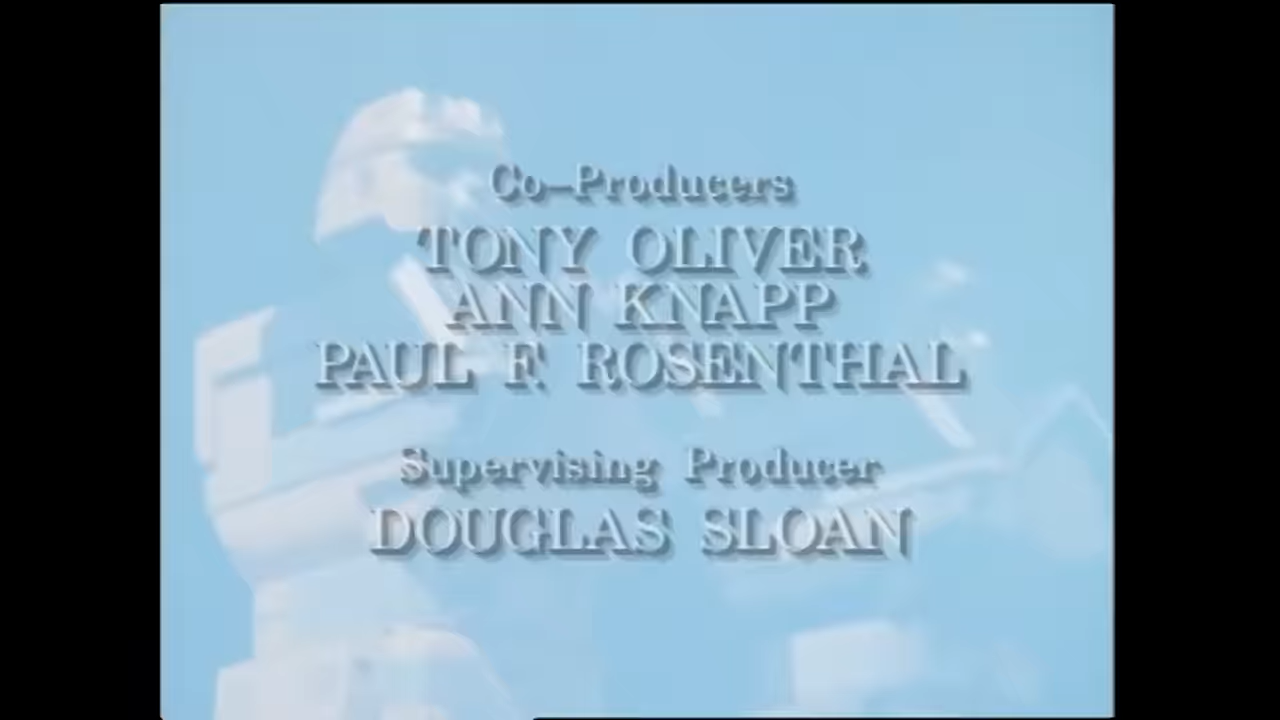 Co-Producers
TONY OLIVER
ANN KNAPP
PAUL F ROSENTHAL
Supervising Producer
DOUGLAS SLOAN